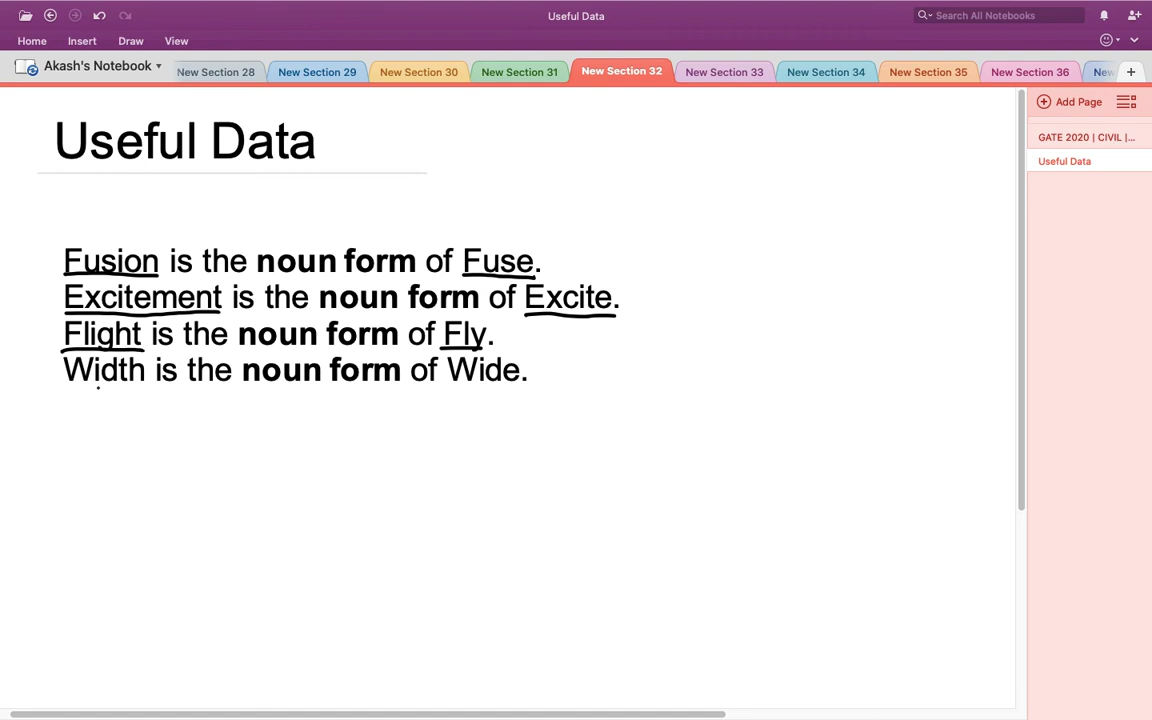 Useful Data
Search All Notebooks
Home Insert Draw View
Akash's Notebook
New Section 28 New Section 29 New Section 30 New Section 31 New Section 32 New Section 33 New Section 34 New Section 35 New Section 36 New
Add Page
GATE 2020 | CIVIL |...
Useful Data
Useful Data
Fusion is the noun form of Fuse.
Excitement is the noun form of Excite.
Flight is the noun form of Fly.
Width is the noun form of Wide.